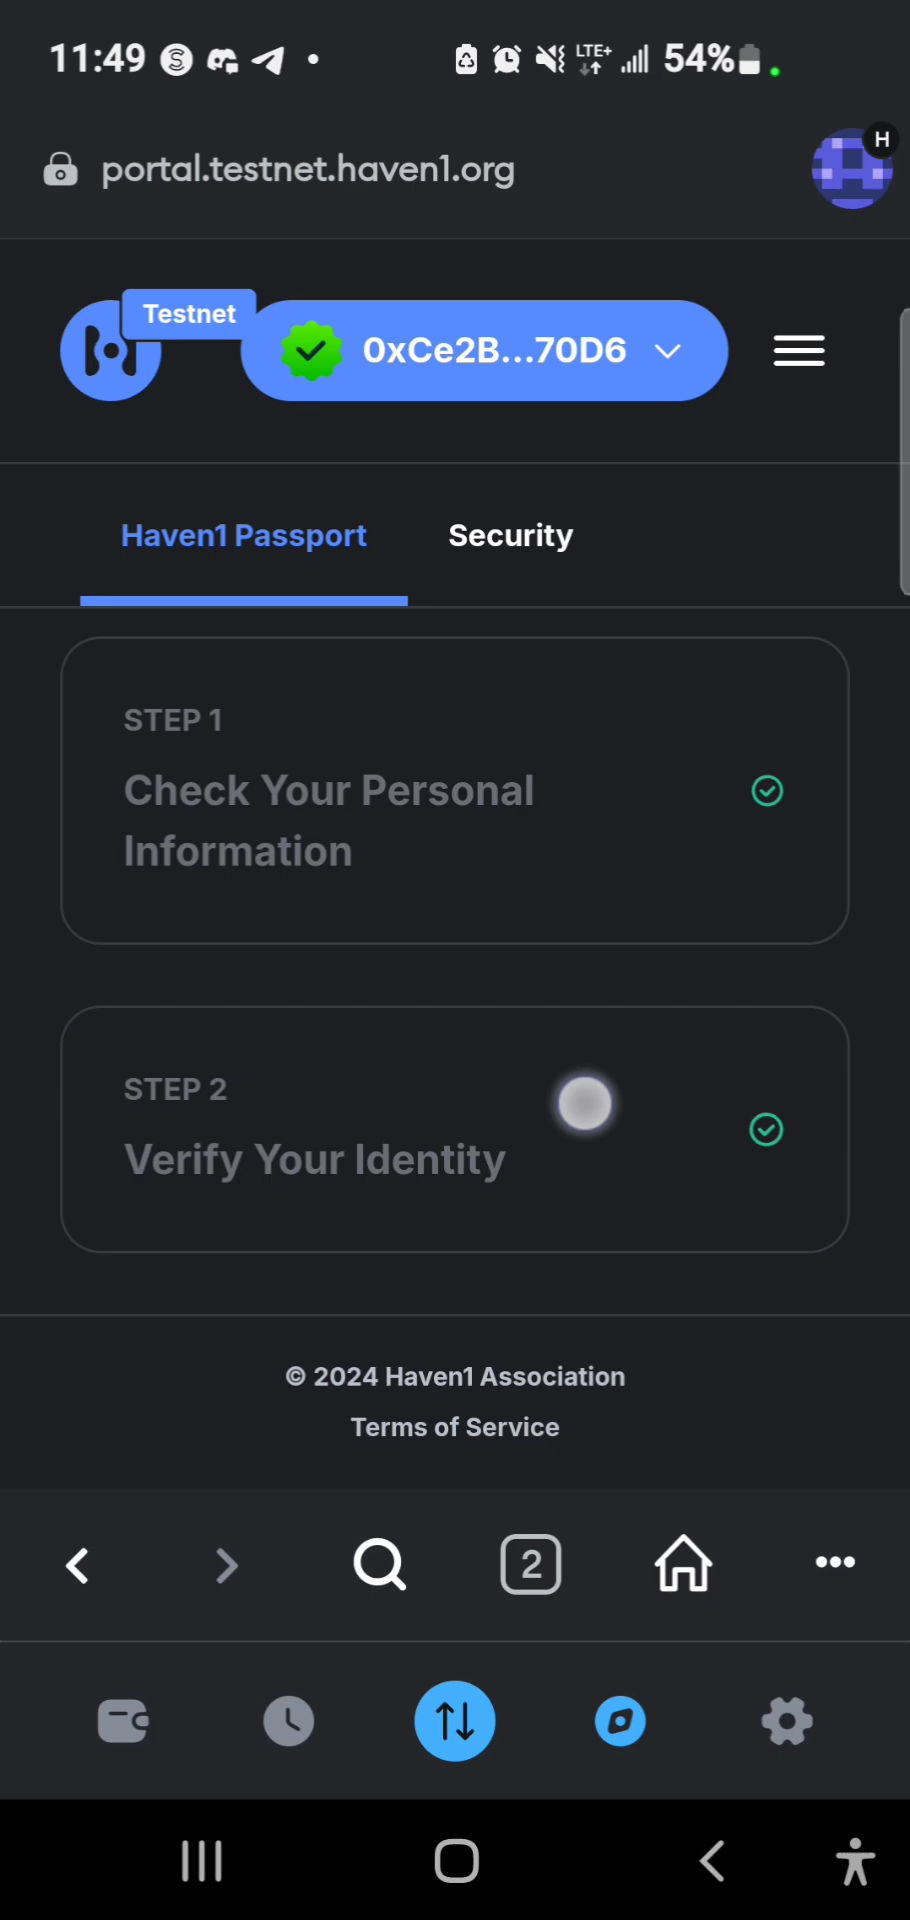 11:49
LTE+
54%
portal.testnet.haven1.org
H
Testnet
0xCe2B...70D6
Haven1 Passport
Security
STEP 1
Check Your Personal
Information
STEP 2
Verify Your Identity
© 2024 Haven1 Association
Terms of Service
2